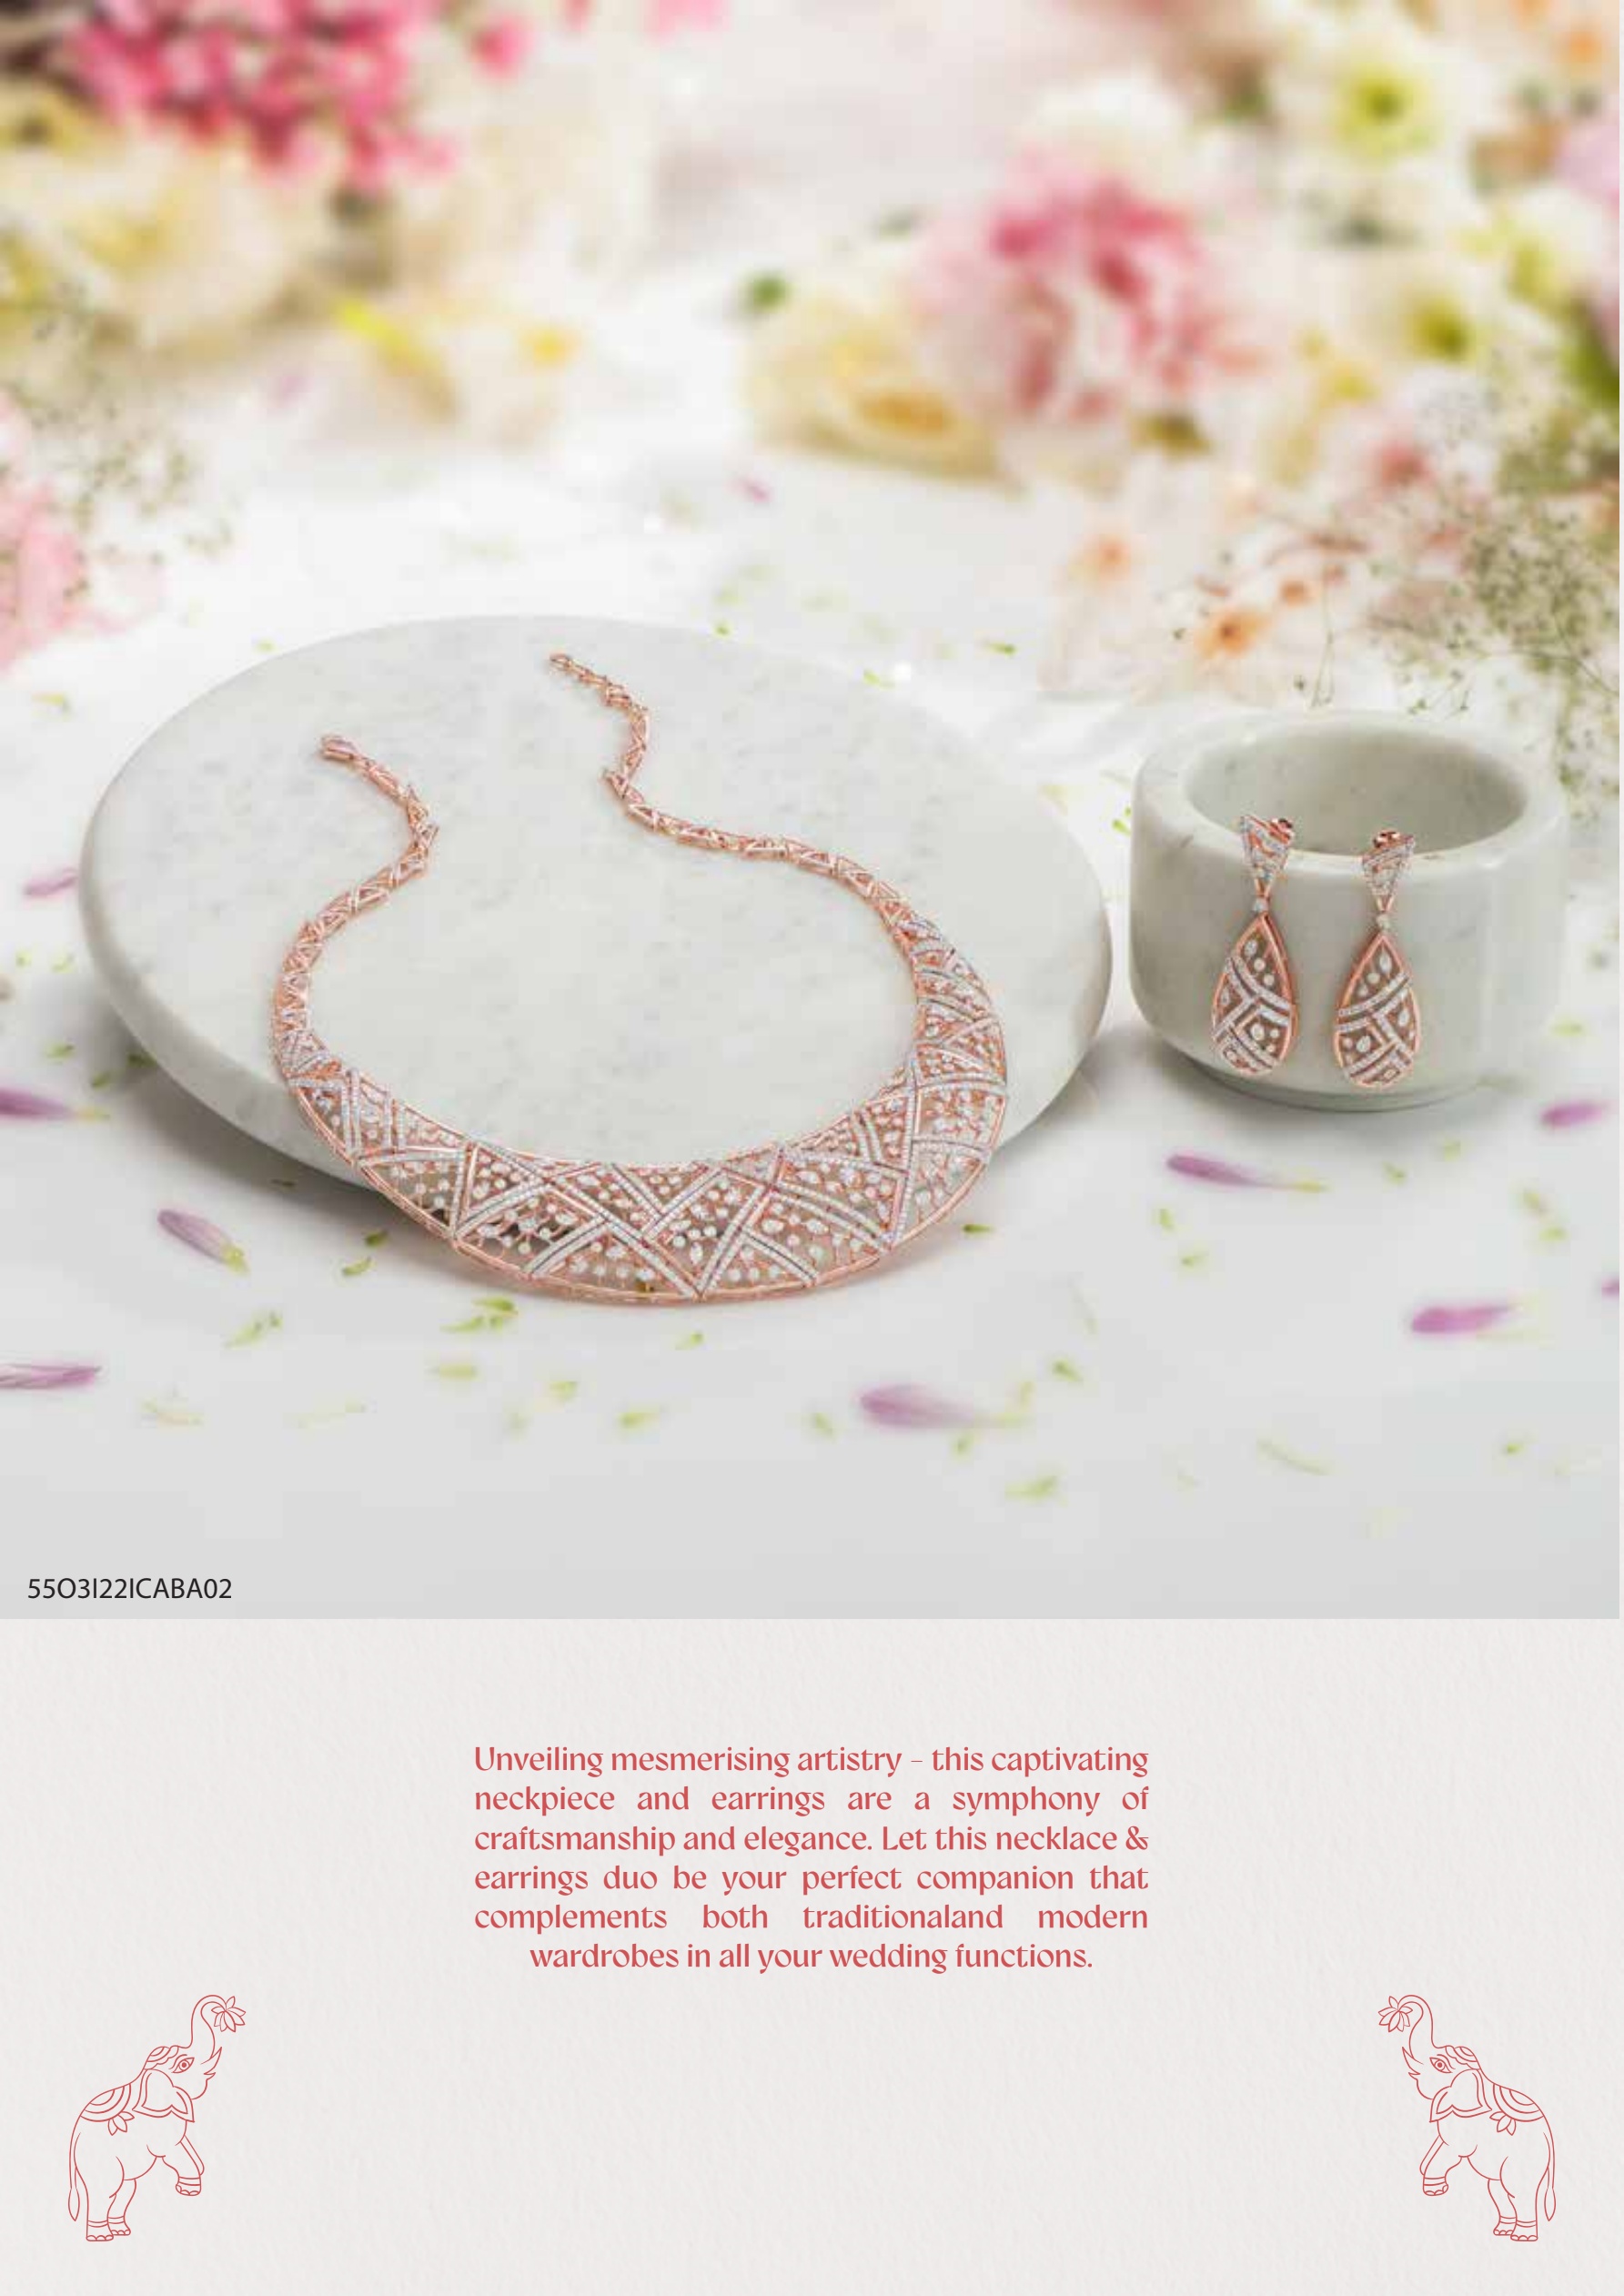 55O3I22ICABA02
Unveiling mesmerising artistry - this captivating
neckpiece and earrings are a symphony of
craftsmanship and elegance. Let this necklace &
earrings duo be your perfect companion that
complements both traditionaland modern
wardrobes in all your wedding functions.